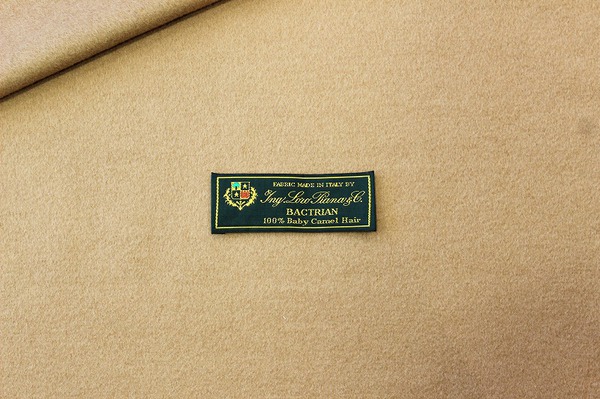 FABRIC MADE IN ITALY BY
Ing. Loro Piana & C.
BACTRIAN
100% Baby Camel Hair